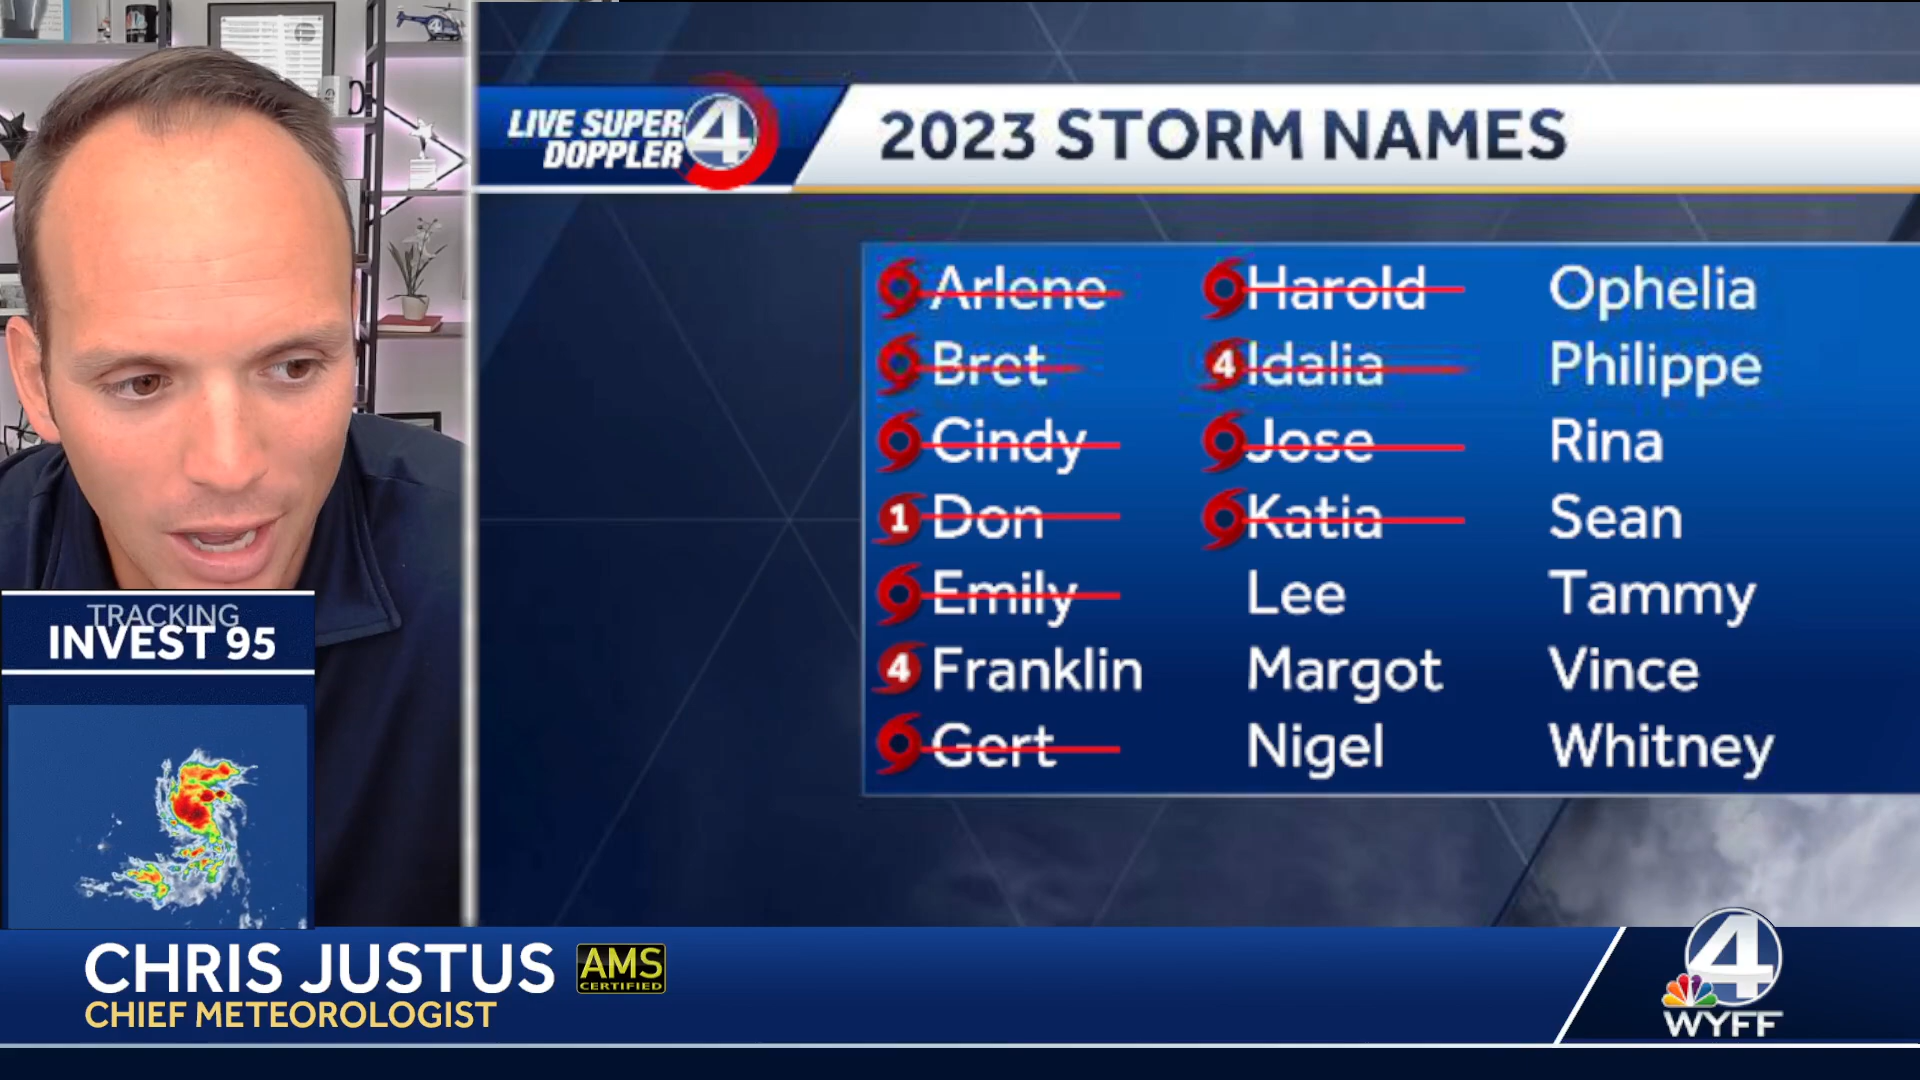 LIVE SUPER
DOPPLER 4
2023 STORM NAMES
Arlene
Bret
Cindy
1 Don
Emily
4 Franklin
Gert
Harold
4 Idalia
Jose
Katia
Lee
Margot
Nigel
Ophelia
Philippe
Rina
Sean
Tammy
Vince
Whitney
TRACKING
INVEST 95
CHRIS JUSTUS AMS
CERTIFIED
CHIEF METEOROLOGIST
4
WYFF